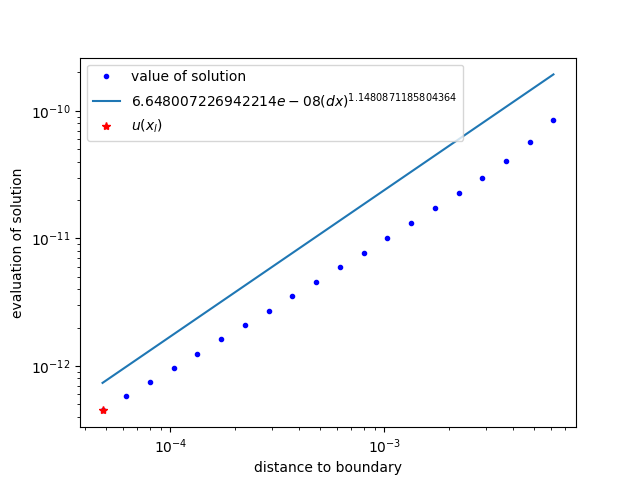 value of solution
6.648007226942214e − 08(dx)^1.1480871185804364
u(x_l)
10^−10
10^−11
10^−12
evaluation of solution
10^−4
10^−3
distance to boundary